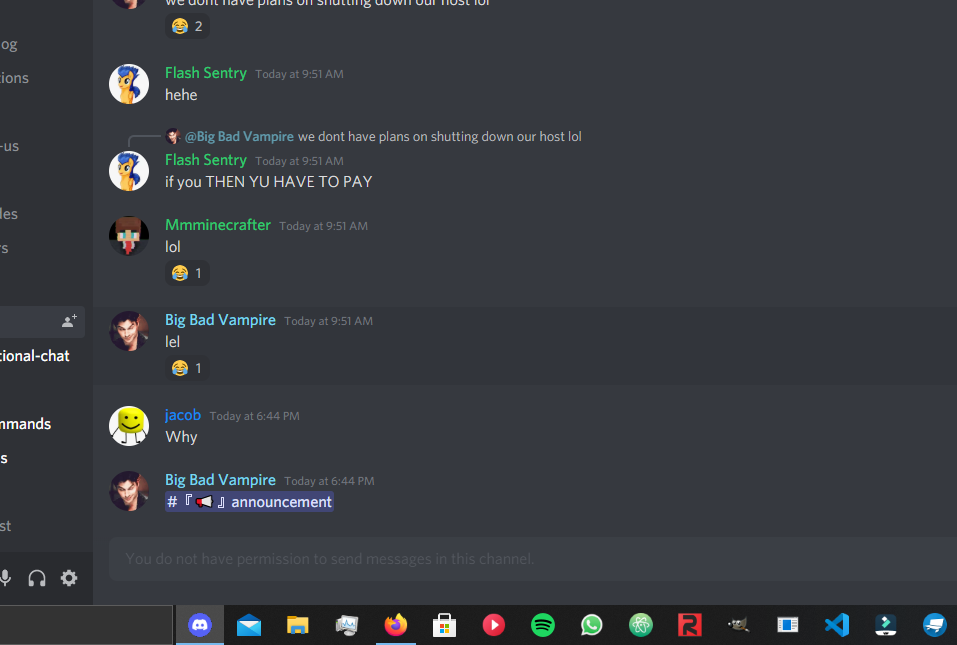 we dont have plans on shutting down our host lol
😂 2
og
ions
-us
les
s
ional-chat
mmands
s
st
Flash Sentry Today at 9:51 AM
hehe
@Big Bad Vampire we dont have plans on shutting down our host lol
Flash Sentry Today at 9:51 AM
if you THEN YU HAVE TO PAY
Mmminecrafter Today at 9:51 AM
lol
😂 1
Big Bad Vampire Today at 9:51 AM
lel
😂 1
jacob Today at 6:44 PM
Why
Big Bad Vampire Today at 6:44 PM
# 『📢』announcement
You do not have permission to send messages in this channel.